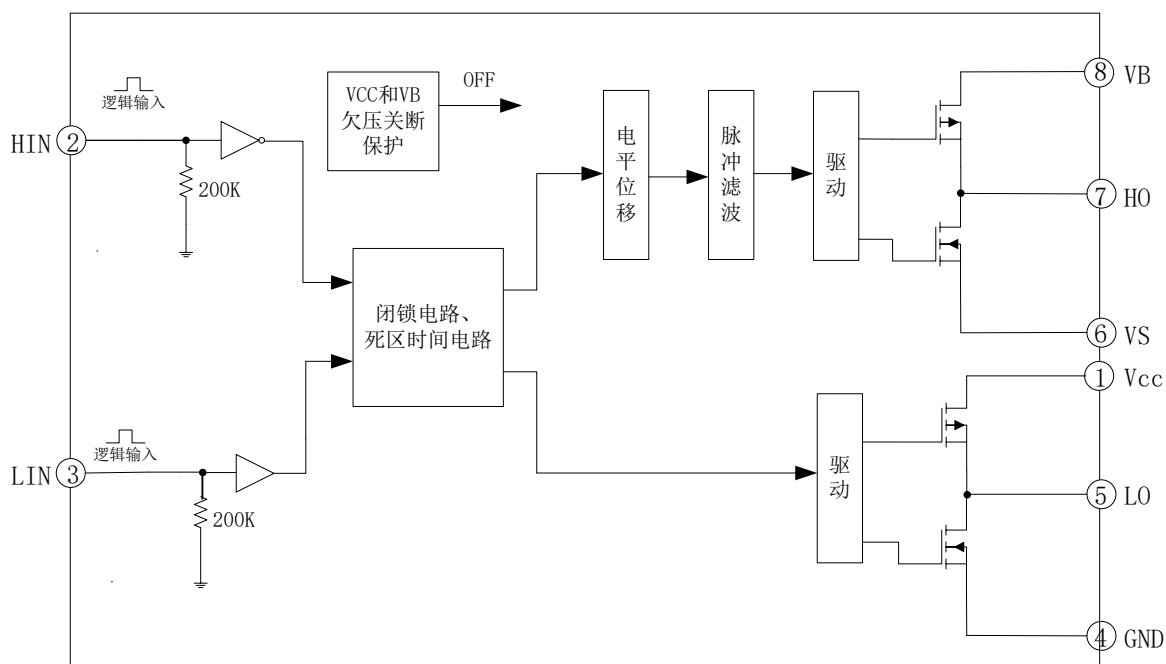 逻辑输入
HIN
2
200K
VCC和VB
欠压关断
保护
OFF
电平位移
脉冲滤波
驱动
8 VB
7 HO
6 VS
闭锁电路、
死区时间电路
逻辑输入
LIN
3
200K
驱动
1 Vcc
5 LO
4 GND